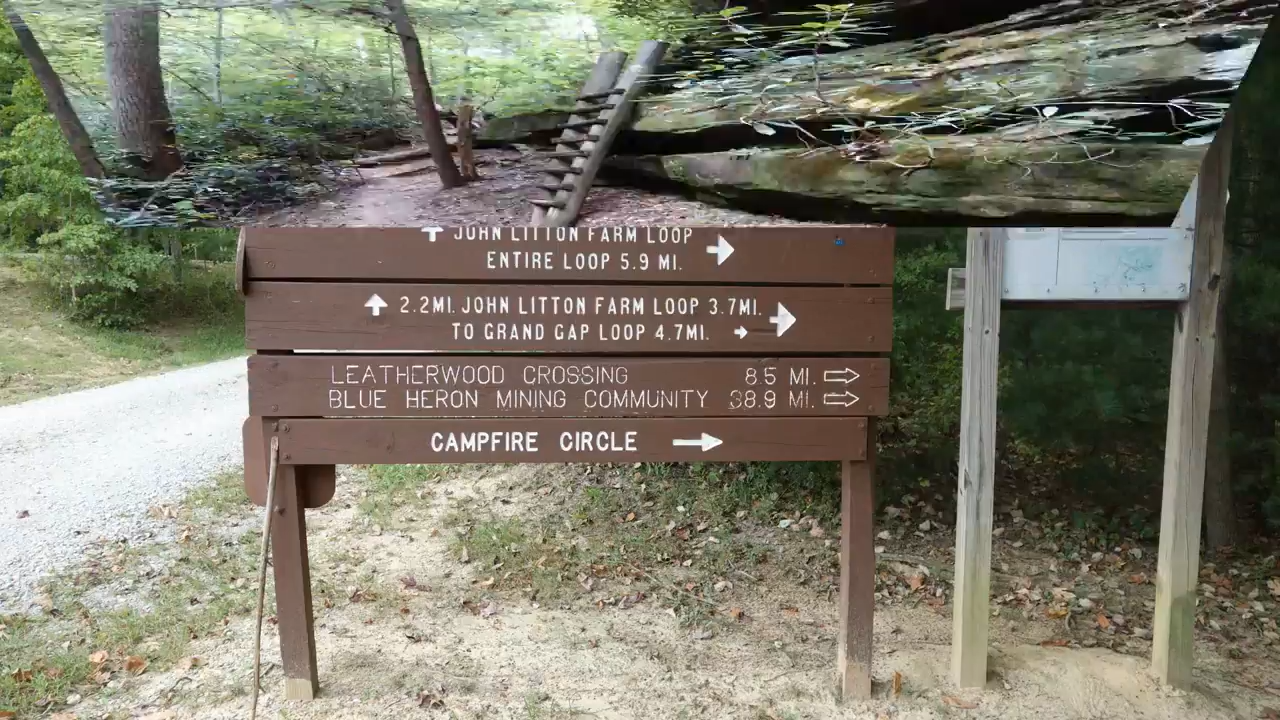 ↑ JOHN LITTON FARM LOOP →
ENTIRE LOOP 5.9 MI.
↑ 2.2MI. JOHN LITTON FARM LOOP 3.7MI. →
TO GRAND GAP LOOP 4.7MI. →
LEATHERWOOD CROSSING 8.5 MI. ⇨
BLUE HERON MINING COMMUNITY 38.9 MI. ⇨
CAMPFIRE CIRCLE →